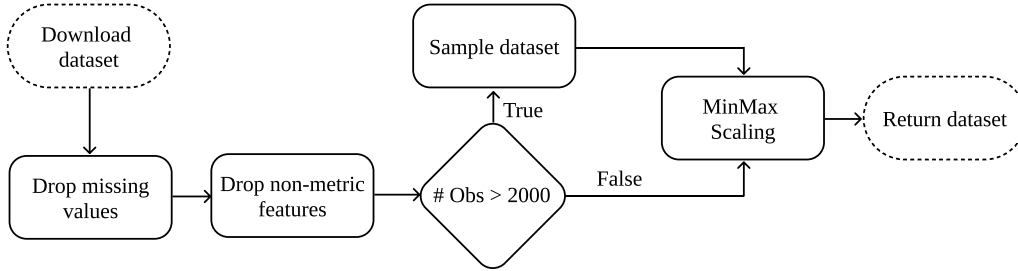 Download
dataset
Drop missing
values
Drop non-metric
features
# Obs > 2000
True
Sample dataset
False
MinMax
Scaling
Return dataset